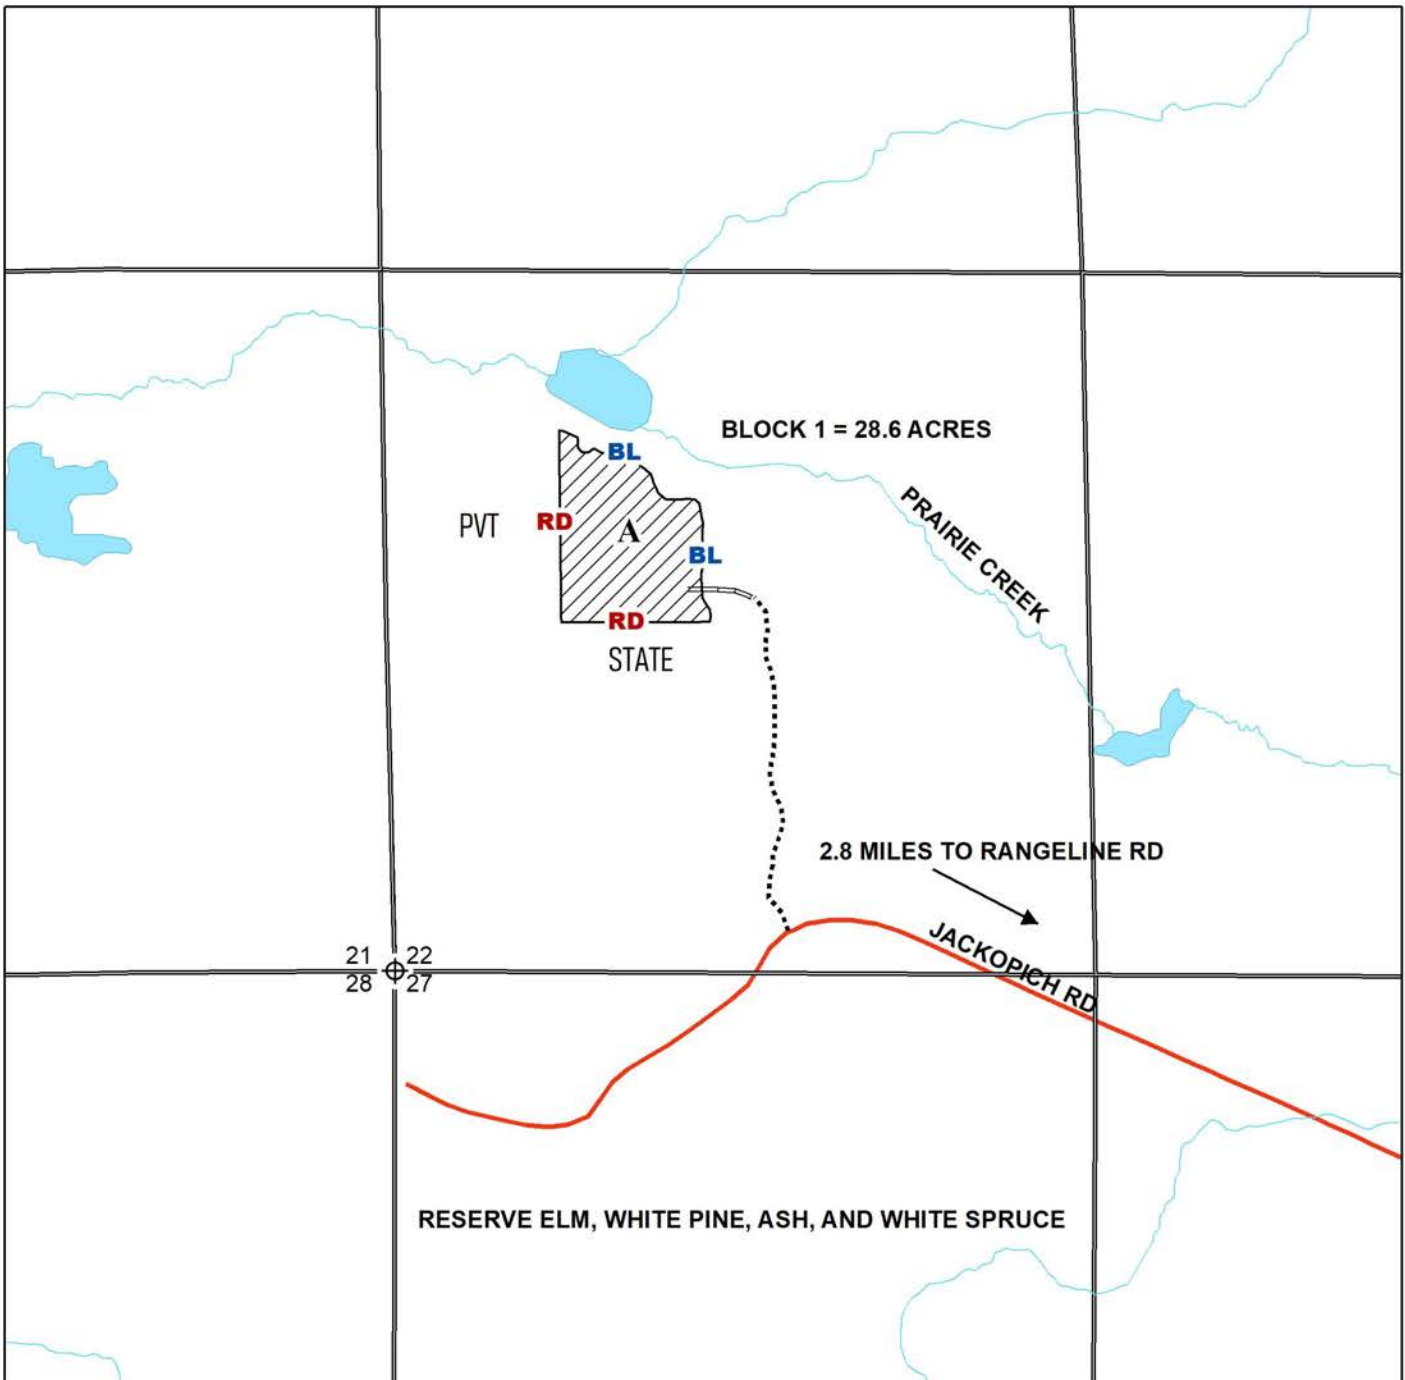 BLOCK 1 = 28.6 ACRES
BL
PRAIRIE CREEK
PVT
RD
A
BL
RD
STATE
2.8 MILES TO RANGELINE RD
JACKOPICH RD
21 22
28 27
RESERVE ELM, WHITE PINE, ASH, AND WHITE SPRUCE